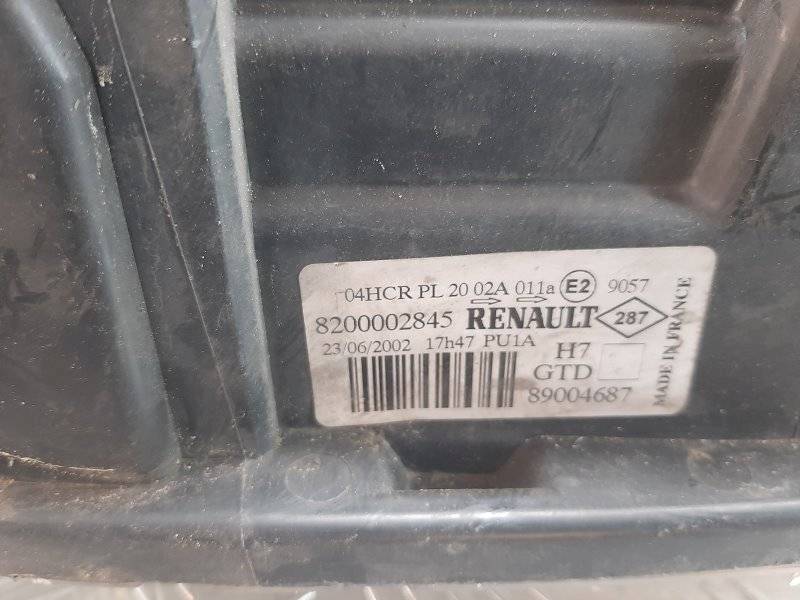 04HCR PL 20 02A 011a E2 9057
8200002845 RENAULT 287
23/06/2002 17h47 PU1A
H7
GTD
89004687
MADE IN FRANCE